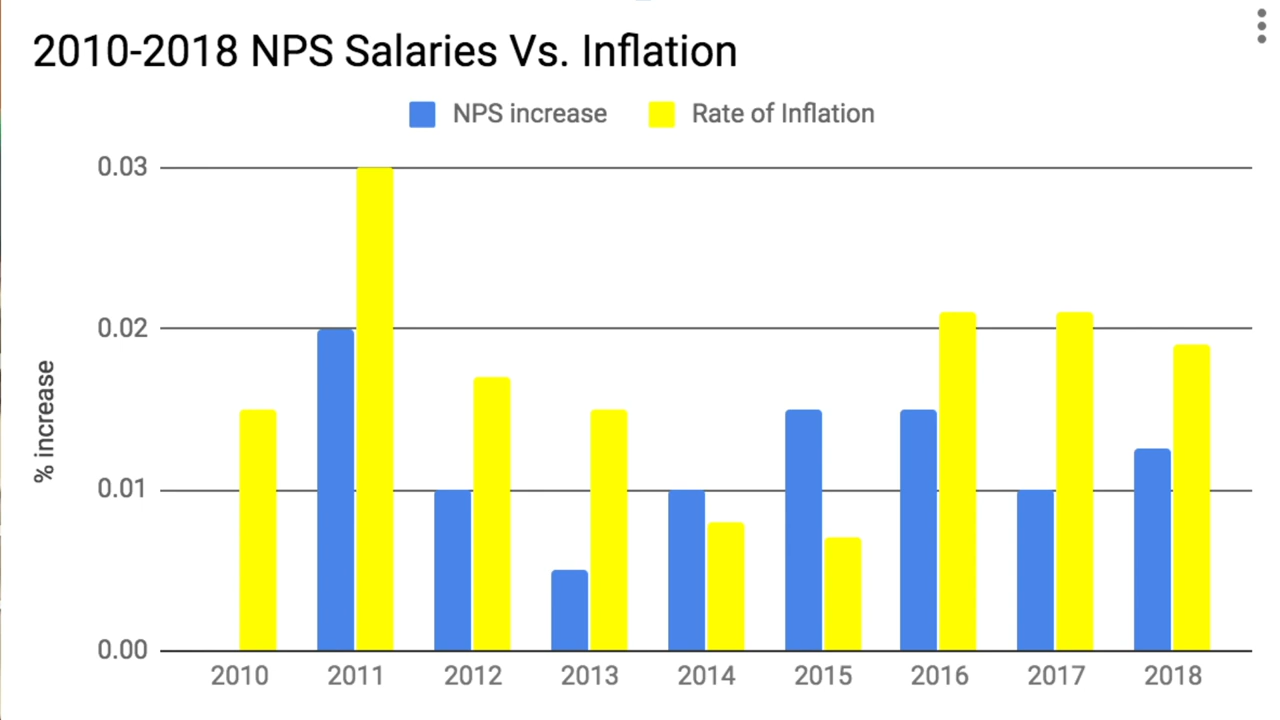 2010-2018 NPS Salaries Vs. Inflation
NPS increase Rate of Inflation
0.03
0.02
0.01
0.00
% increase
2010 2011 2012 2013 2014 2015 2016 2017 2018